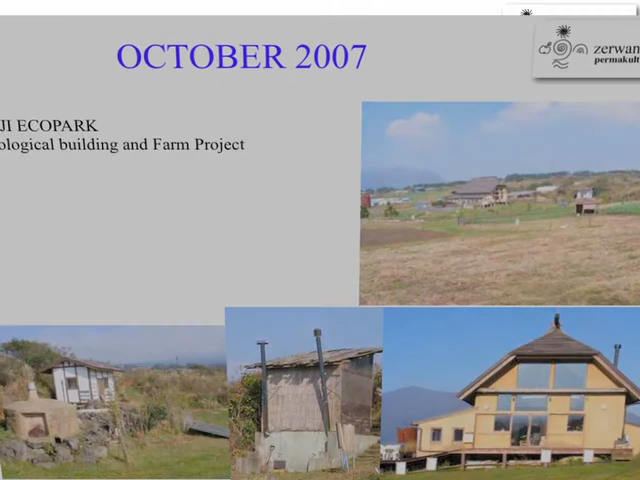 OCTOBER 2007
zerwan
permakult
JI ECOPARK
ological building and Farm Project